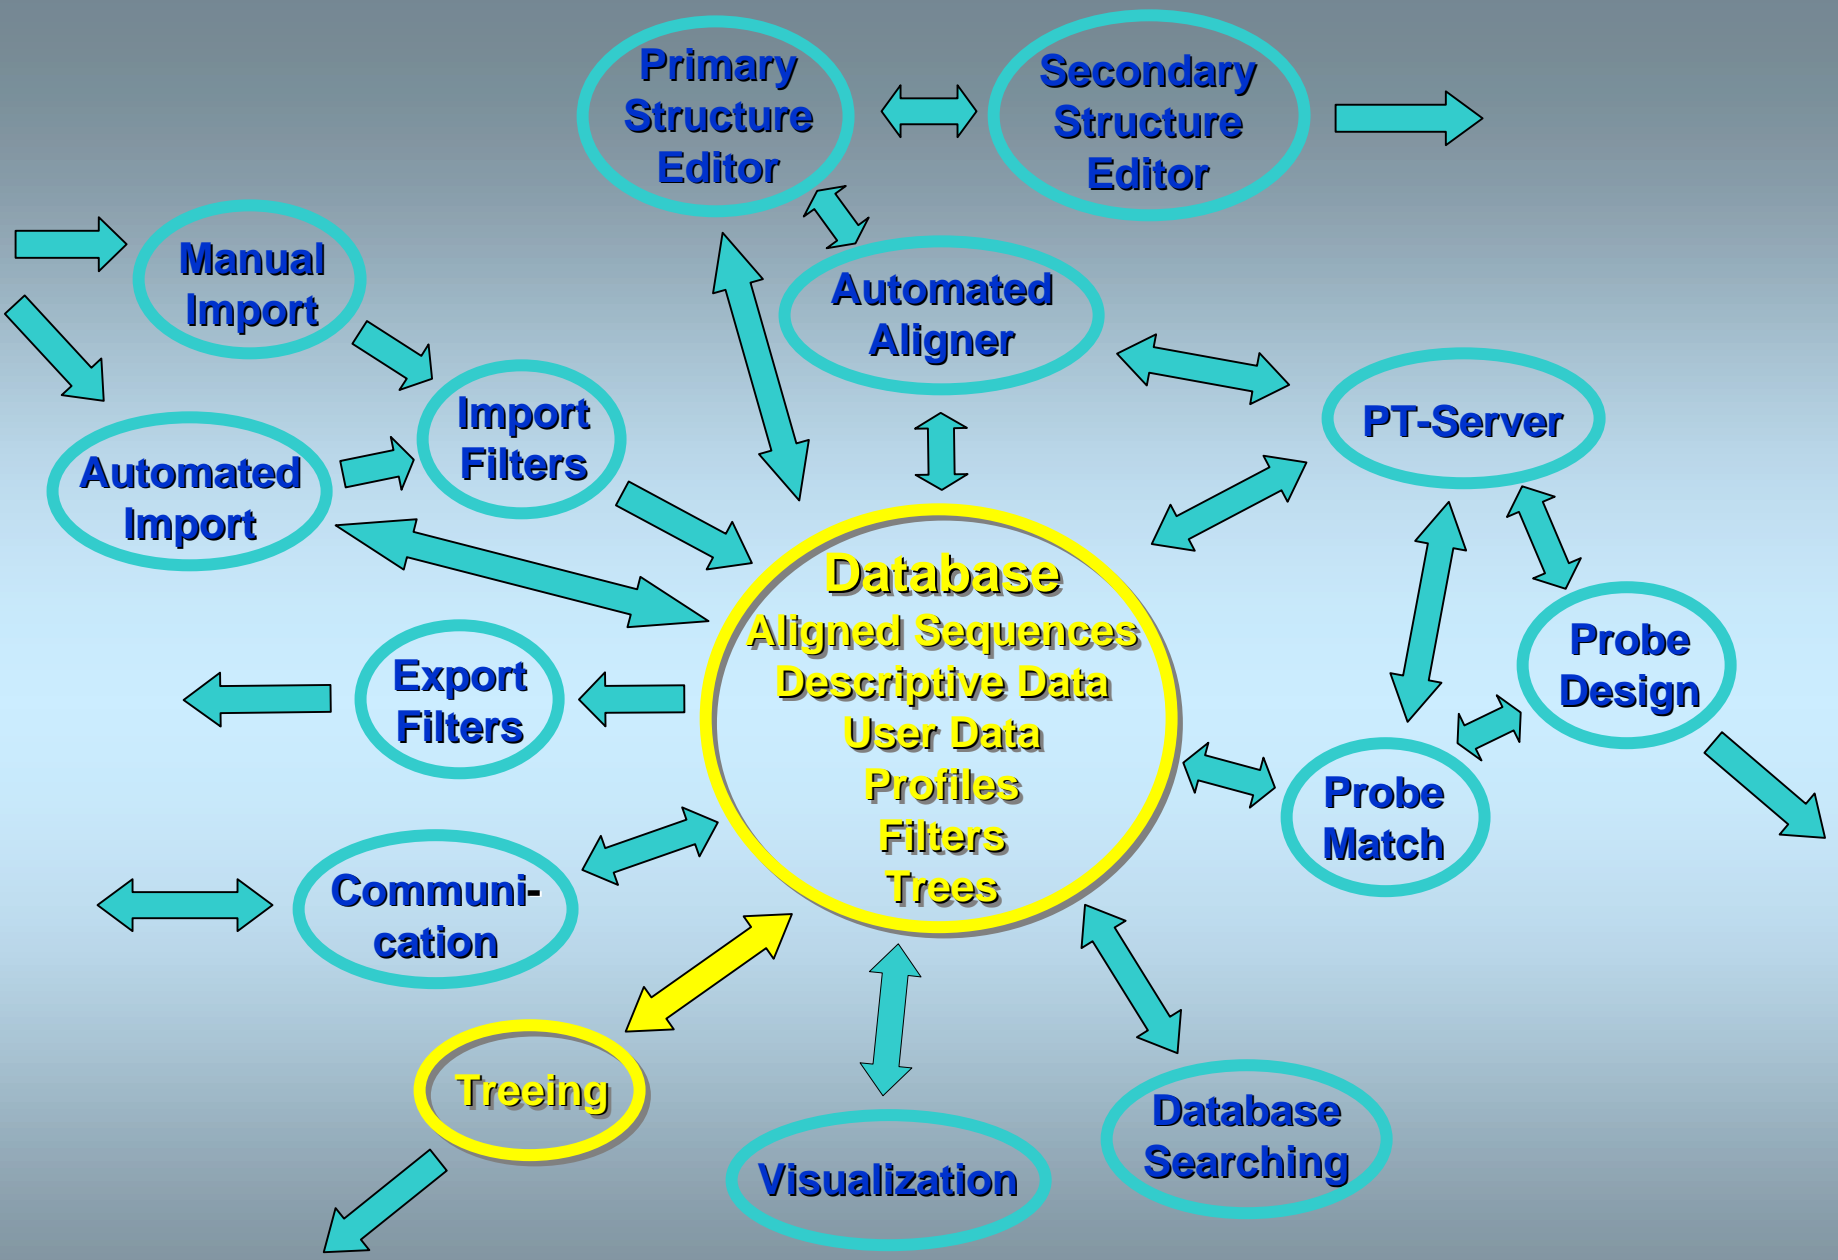 Primary
Structure
Editor
Secondary
Structure
Editor
Manual
Import
Automated
Aligner
Import
Filters
PT-Server
Automated
Import
Database
Aligned Sequences
Descriptive Data
User Data
Profiles
Filters
Trees
Export
Filters
Probe
Design
Probe
Match
Communi-
cation
Treeing
Visualization
Database
Searching